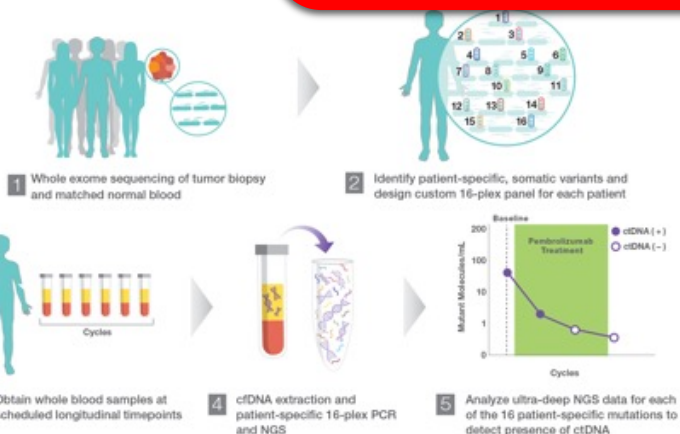 1
2
3
4
5
6
7
8
9
10
11
12
13
14
15
16
1 Whole exome sequencing of tumor biopsy
and matched normal blood
2 Identify patient-specific, somatic variants and
design custom 16-plex panel for each patient
Cycles
Baseline
200
100
10
1
0
Mutant Molecules/mL
Pembrolizumab
Treatment
ctDNA (+)
ctDNA (−)
Cycles
Obtain whole blood samples at
scheduled longitudinal timepoints
4 cfDNA extraction and
patient-specific 16-plex PCR
and NGS
5 Analyze ultra-deep NGS data for each
of the 16 patient-specific mutations to
detect presence of ctDNA